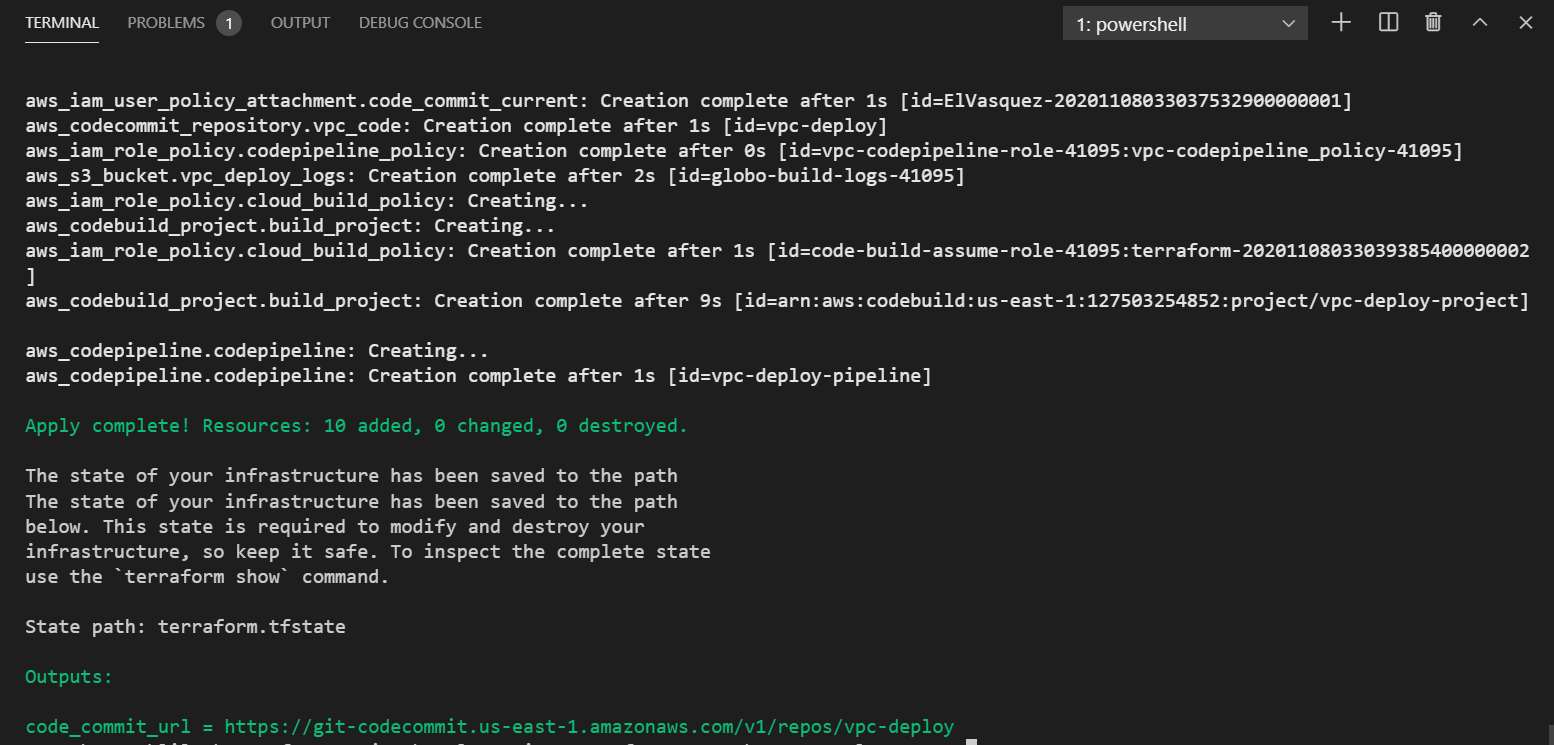 TERMINAL PROBLEMS 1 OUTPUT DEBUG CONSOLE 1: powershell
aws_iam_user_policy_attachment.code_commit_current: Creation complete after 1s [id=ElVasquez-20201108033037532900000001]
aws_codecommit_repository.vpc_code: Creation complete after 1s [id=vpc-deploy]
aws_iam_role_policy.codepipeline_policy: Creation complete after 0s [id=vpc-codepipeline-role-41095:vpc-codepipeline_policy-41095]
aws_s3_bucket.vpc_deploy_logs: Creation complete after 2s [id=globo-build-logs-41095]
aws_iam_role_policy.cloud_build_policy: Creating...
aws_codebuild_project.build_project: Creating...
aws_iam_role_policy.cloud_build_policy: Creation complete after 1s [id=code-build-assume-role-41095:terraform-20201108033039385400000002
]
aws_codebuild_project.build_project: Creation complete after 9s [id=arn:aws:codebuild:us-east-1:127503254852:project/vpc-deploy-project]
aws_codepipeline.codepipeline: Creating...
aws_codepipeline.codepipeline: Creation complete after 1s [id=vpc-deploy-pipeline]
Apply complete! Resources: 10 added, 0 changed, 0 destroyed.
The state of your infrastructure has been saved to the path
The state of your infrastructure has been saved to the path
below. This state is required to modify and destroy your
infrastructure, so keep it safe. To inspect the complete state
use the `terraform show` command.
State path: terraform.tfstate
Outputs:
code_commit_url = https://git-codecommit.us-east-1.amazonaws.com/v1/repos/vpc-deploy